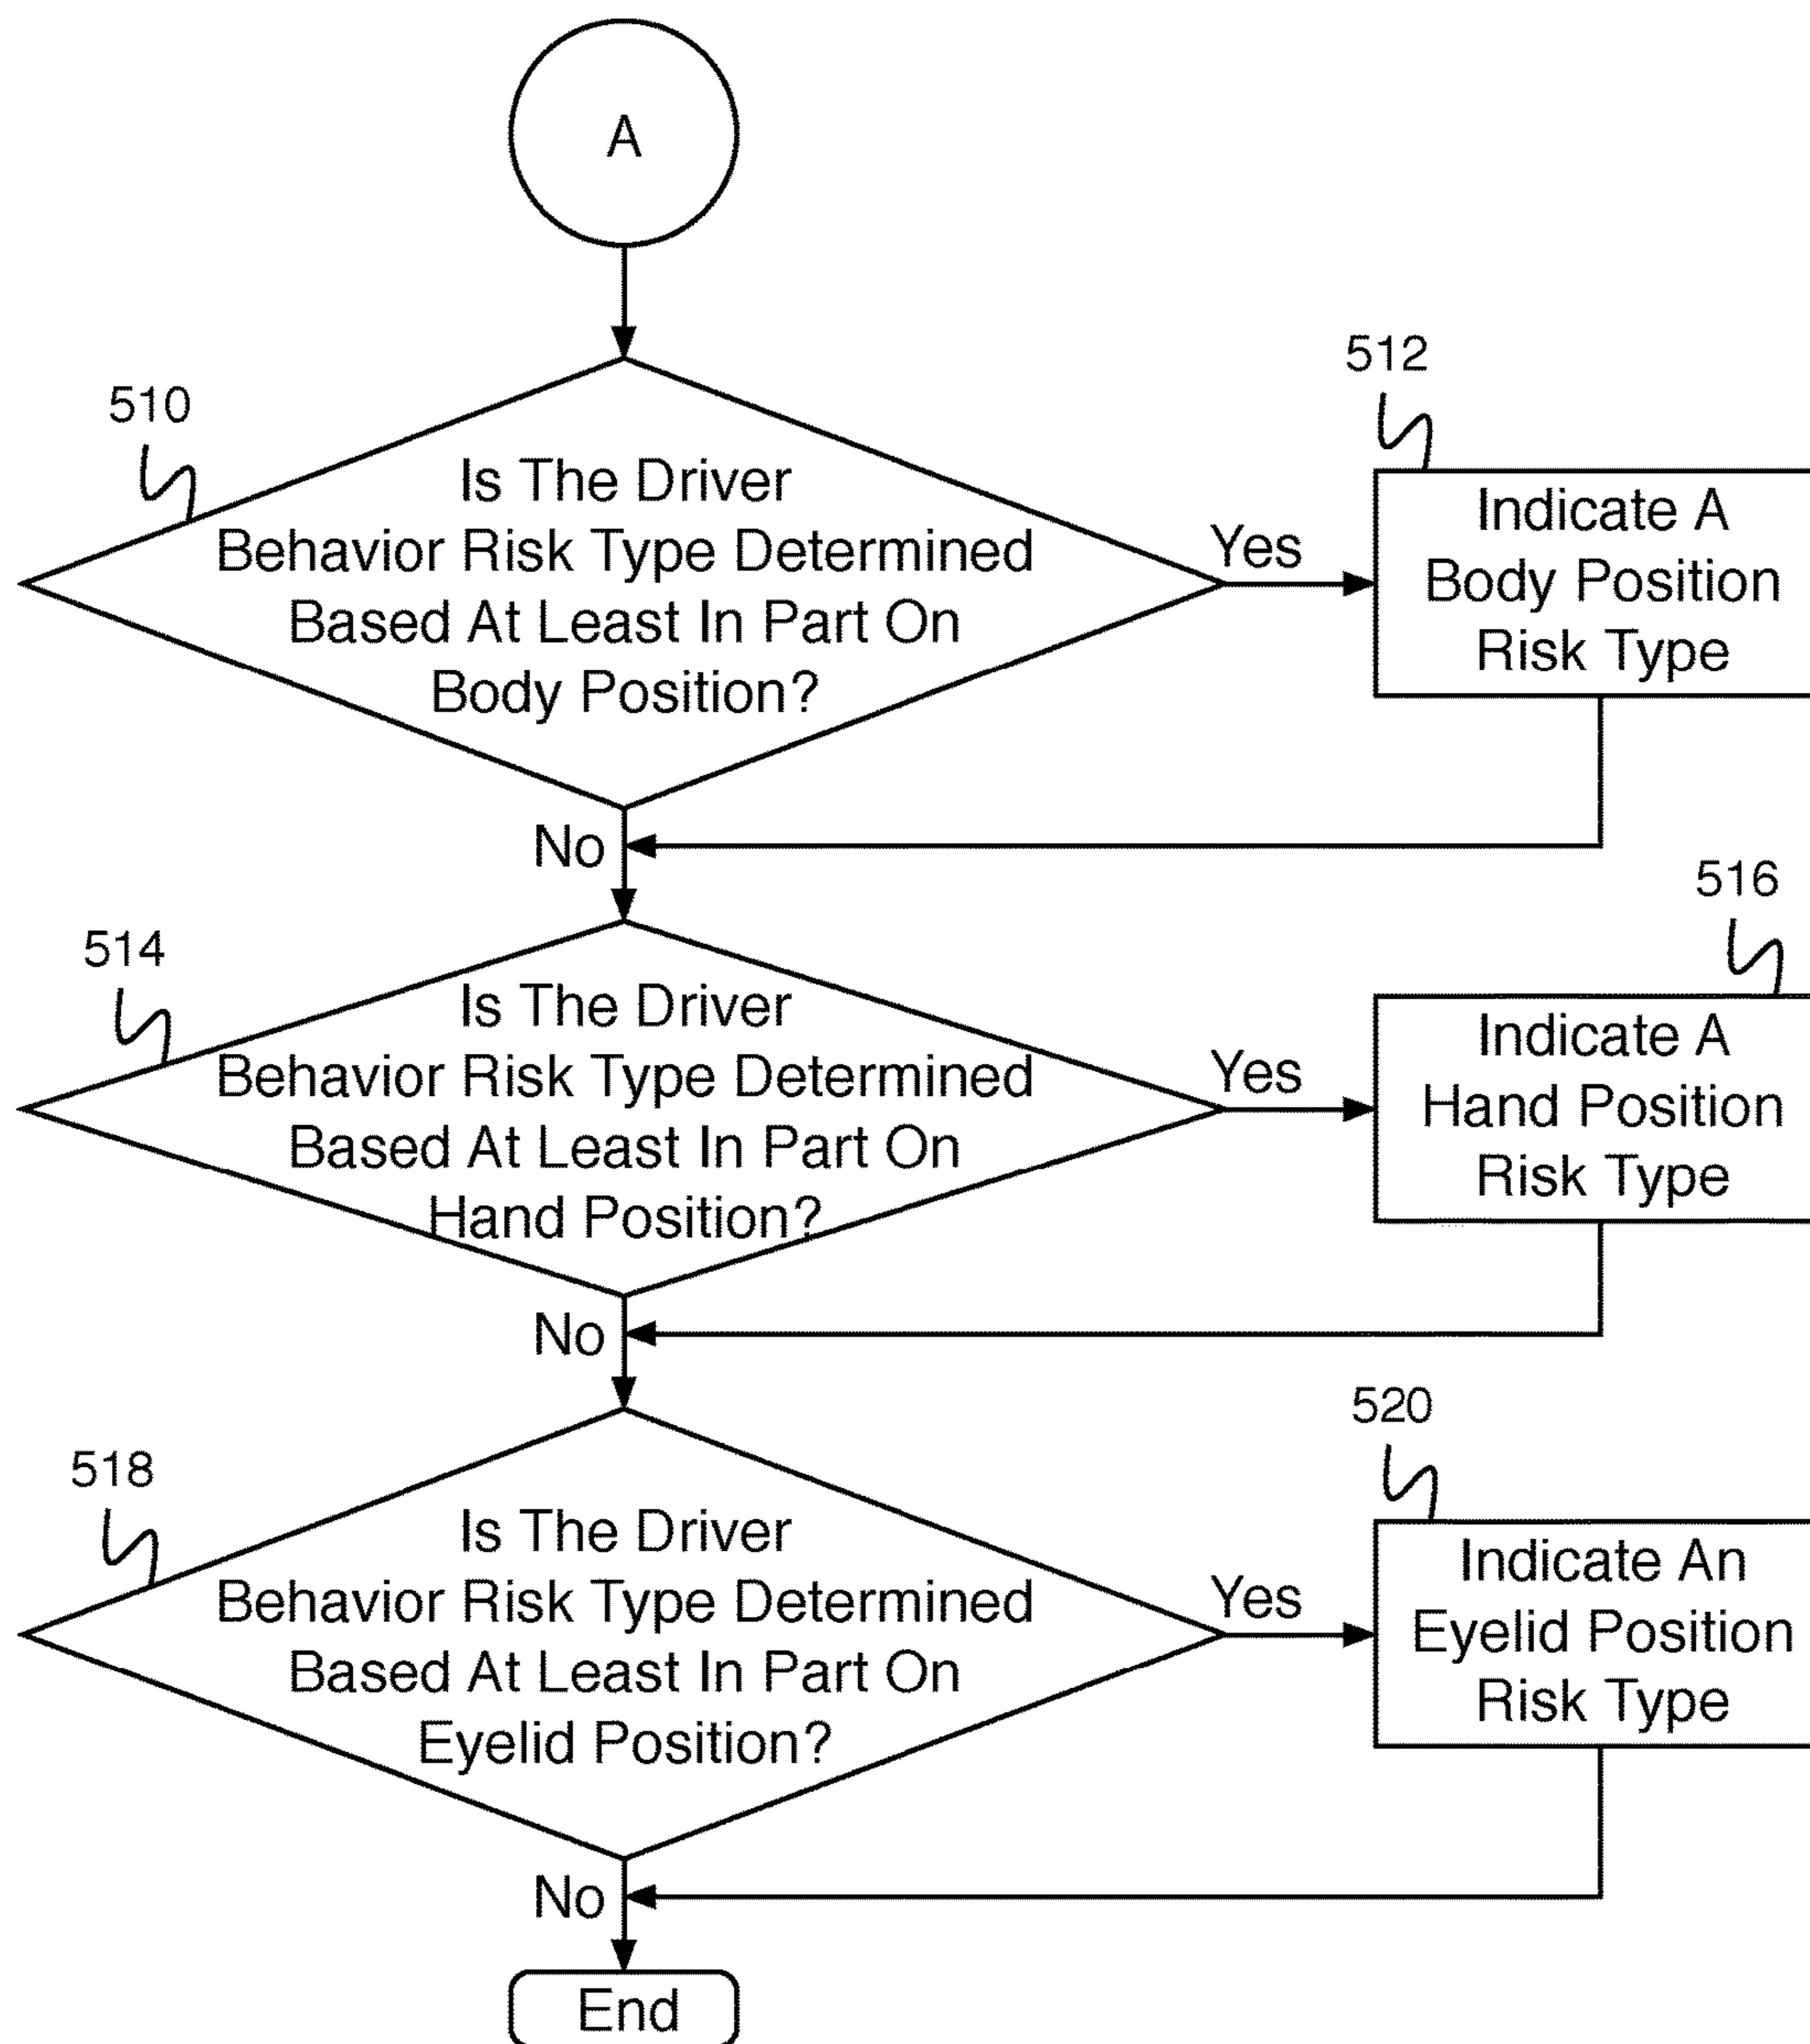 A
510
Is The Driver
Behavior Risk Type Determined
Based At Least In Part On
Body Position?
Yes
512
Indicate A
Body Position
Risk Type
No
514
Is The Driver
Behavior Risk Type Determined
Based At Least In Part On
Hand Position?
Yes
516
Indicate A
Hand Position
Risk Type
No
518
Is The Driver
Behavior Risk Type Determined
Based At Least In Part On
Eyelid Position?
Yes
520
Indicate An
Eyelid Position
Risk Type
No
End